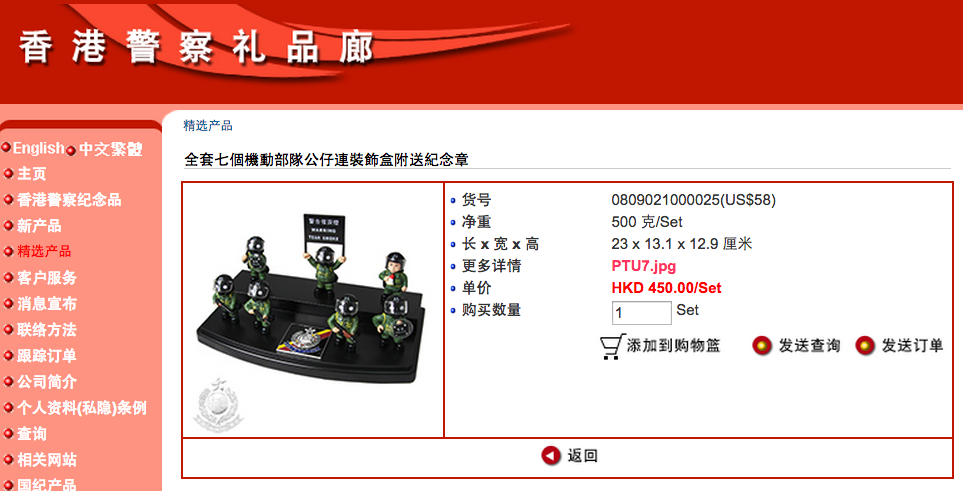 香港警察礼品廊
English 中文繁體
主页
香港警察纪念品
新产品
精选产品
客户服务
消息宣布
联络方法
跟踪订单
公司简介
个人资料(私隐)条例
查询
相关网站
国纪产品
精选产品
全套七個機動部隊公仔連裝飾盒附送紀念章
WARNING
TEAR SMOKE
货号 0809021000025(US$58)
净重 500 克/Set
长 x 宽 x 高 23 x 13.1 x 12.9 厘米
更多详情 PTU7.jpg
单价 HKD 450.00/Set
购买数量 1 Set
添加到购物篮 发送查询 发送订单
返回